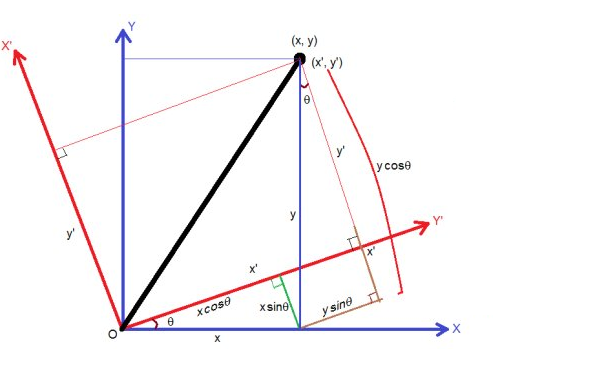 Y
X'
(x, y)
(x', y')
θ
y'
y cosθ
y
y'
Y'
x'
x'
x cosθ
x sinθ
y sinθ
θ
O
x
X